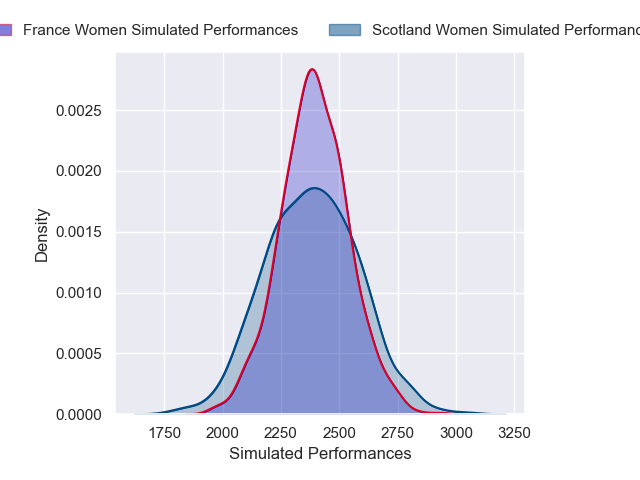 France Women Simulated Performances
Scotland Women Simulated
0.0025
0.0020
0.0015
0.0010
0.0005
0.0000
Density
1750 2000 2250 2500 2750 3000 3250
Simulated Performances